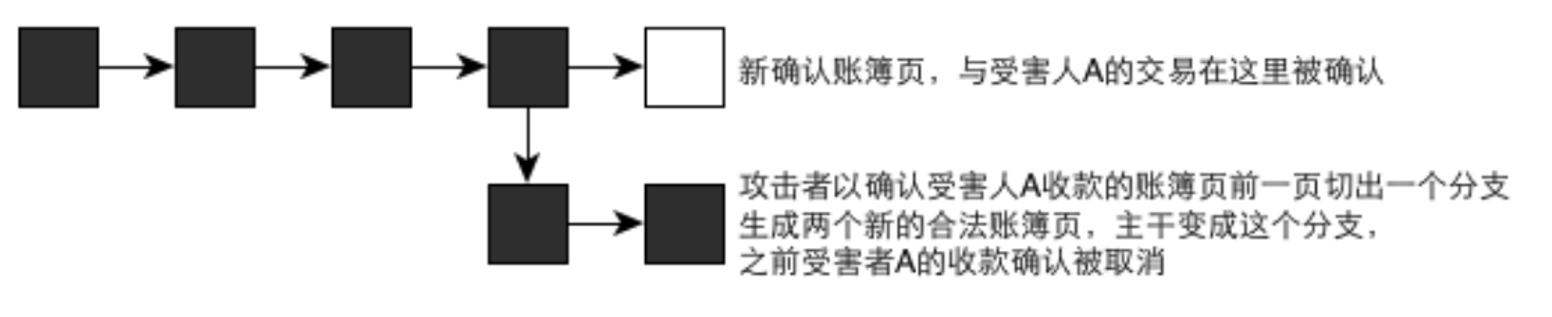 新确认账簿页，与受害人A的交易在这里被确认
攻击者以确认受害人A收款的账簿页前一页切出一个分支
生成两个新的合法账簿页，主干变成这个分支，
之前受害者A的收款确认被取消